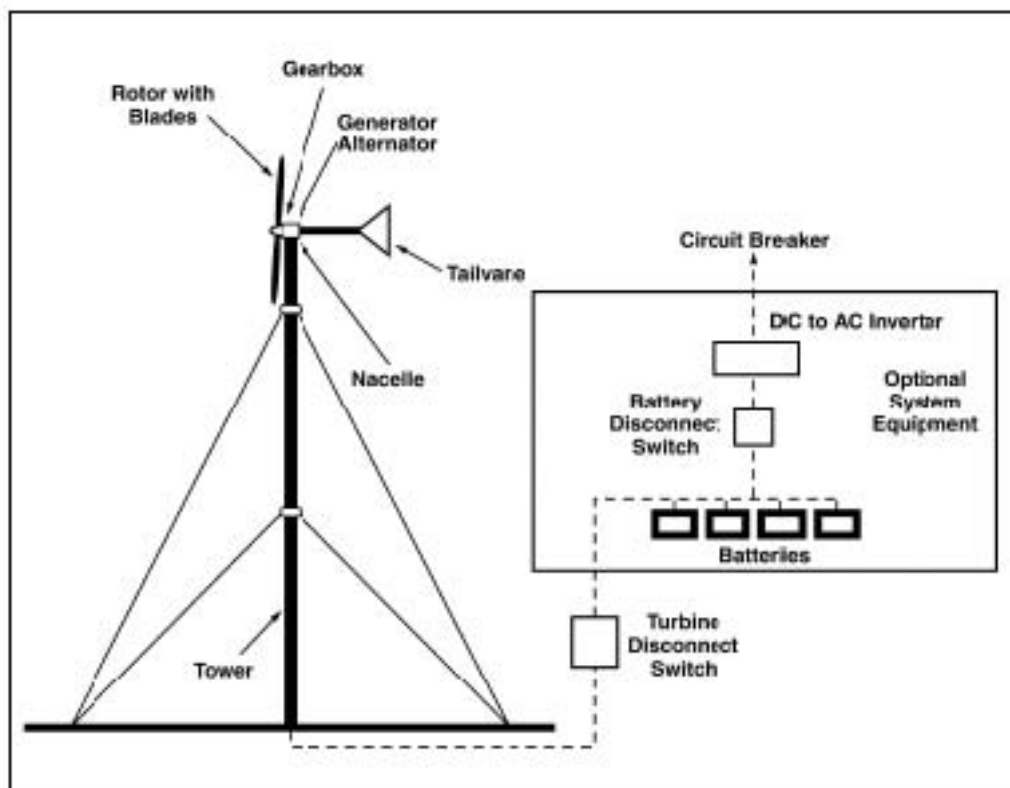 Gearbox
Rotor with
Blades
Generator
Alternator
Tailvane
Nacelle
Tower
Circuit Breaker
DC to AC Inverter
Optional
System
Equipment
Battery
Disconnect
Switch
Batteries
Turbine
Disconnect
Switch